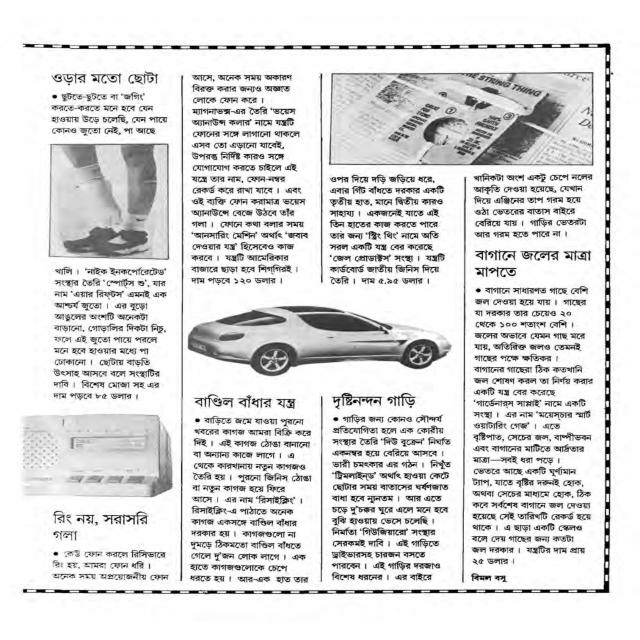 ওড়ার মতো ছোটা
● ছুটতে-ছুটতে বা 'জগিং'
করতে-করতে মনে হবে যেন
হাওয়ায় উড়ে চলেছি, যেন পায়ে
কোনও জুতো নেই, পা আছে
খালি । 'নাইক ইনকর্পোরেটেড'
সংস্থার তৈরি 'স্পোর্টস শু', যার
নাম 'এয়ার রিফ্টস' এমনই এক
আশ্চর্য জুতো । এর বুড়ো
আঙুলের অংশটি অনেকটা
বাড়ানো, গোড়ালির দিকটা নিচু,
ফলে এই জুতো পায়ে পরলে
মনে হবে হাওয়ার মধ্যে পা
ঢোকানো । ছোটায় বাড়তি
উৎসাহ আসবে বলে সংস্থাটির
দাবি । বিশেষ মোজা সহ এর
দাম পড়বে ৮৫ ডলার ।
রিং নয়, সরাসরি
গলা
● কেউ ফোন করলে রিসিভারে
রিং হয়, আমরা ফোন ধরি ।
অনেক সময় অপ্রয়োজনীয় ফোন
আসে, অনেক সময় অকারণ
বিরক্ত করার জন্যও অজ্ঞাত
লোকে ফোন করে ।
ম্যাগনাভক্স-এর তৈরি 'ভয়েস
অ্যানাউন্স কলার' নামে যন্ত্রটি
ফোনের সঙ্গে লাগানো থাকলে
এসব তো এড়ানো যাবেই,
উপরন্তু নির্দিষ্ট কারও সঙ্গে
যোগাযোগ করতে চাইলে এই
যন্ত্রে তার নাম, ফোন-নম্বর
রেকর্ড করে রাখা যাবে । এবং
ওই ব্যক্তি ফোন করামাত্র ভয়েস
অ্যানাউন্সে বেজে উঠবে তাঁর
গলা । ফোনে কথা বলার সময়
'আনসারিং মেশিন' অর্থাৎ 'জবাব
দেওয়ার যন্ত্র' হিসেবেও কাজ
করবে । যন্ত্রটি আমেরিকার
বাজারে ছাড়া হবে শিগগিরই ।
দাম পড়বে ১২০ ডলার ।
বাণ্ডিল বাঁধার যন্ত্র
● বাড়িতে জমে যাওয়া পুরনো
খবরের কাগজ আমরা বিক্রি করে
দিই । এই কাগজ ঠোঙা বানানো
বা অন্যান্য কাজে লাগে । এ
থেকে কারখানায় নতুন কাগজও
তৈরি হয় । পুরনো জিনিস ঠোঙা
বা নতুন কাগজ হয়ে ফিরে
আসে । এর নাম 'রিসাইক্লিং' ।
রিসাইক্লিং-এ পাঠাতে অনেক
কাগজ একসঙ্গে বাণ্ডিল বাঁধার
দরকার হয় । কাগজগুলো না
দুমড়ে ঠিকমতো বাণ্ডিল বাঁধতে
গেলে দু'জন লোক লাগে । এক
হাতে কাগজগুলোকে চেপে
ধরতে হয় । আর-এক হাত তার
THE STRING THING
ওপর দিয়ে দড়ি জড়িয়ে ধরে,
এবার গিঁট বাঁধতে দরকার একটি
তৃতীয় হাত, মানে দ্বিতীয় কারও
সাহায্য । একজনেই যাতে এই
তিন হাতের কাজ করতে পারে
তার জন্য 'স্ট্রিং থিং' নামে অতি
সরল একটি যন্ত্র বের করেছে
'জেল প্রোডাক্টস' সংস্থা । যন্ত্রটি
কার্ডবোর্ড জাতীয় জিনিস দিয়ে
তৈরি । দাম ৫.৯৫ ডলার ।
দৃষ্টিনন্দন গাড়ি
● গাড়ির জন্য কোনও সৌন্দর্য
প্রতিযোগিতা হলে এক কোরীয়
সংস্থার তৈরি 'দিউ বুক্রেন' নির্ঘাত
একনম্বর হয়ে বেরিয়ে আসবে ।
ভারী চমৎকার এর গঠন । নিখুঁত
'ট্রিমলাইনড' অর্থাৎ হাওয়া কেটে
ছোটার সময় বাতাসের ঘর্ষণজাত
বাধা হবে ন্যূনতম । আর এতে
চড়ে দু'চক্কর ঘুরে এলে মনে হবে
বুঝি হাওয়ায় ভেসে চলেছি ।
নির্মাতা 'গিউজিয়ারো' সংস্থার
সেরকমই দাবি । এই গাড়িতে
ড্রাইভারসহ চারজন বসতে
পারবেন । এই গাড়ির দরজাও
বিশেষ ধরনের । এর বাইরে
খানিকটা অংশ একটু চেপে নলের
আকৃতি দেওয়া হয়েছে, যেখান
দিয়ে এঞ্জিনের তাপ গরম হয়ে
ওঠা ভেতরের বাতাস বাইরে
বেরিয়ে যায় । গাড়ির ভেতরটা
আর গরম হতে পারে না ।
বাগানে জলের মাত্রা
মাপতে
● বাগানে সাধারণত গাছে বেশি
জল দেওয়া হয়ে যায় । গাছের
যা দরকার তার চেয়েও ২০
থেকে ১০০ শতাংশ বেশি ।
জলের অভাবে যেমন গাছ মরে
যায়, অতিরিক্ত জলও তেমনই
গাছের পক্ষে ক্ষতিকর ।
বাগানের গাছেরা ঠিক কতখানি
জল শোষণ করল তা নির্ণয় করার
একটি যন্ত্র বের করেছে
'গার্ডেনার্স সাপ্লাই' নামে একটি
সংস্থা । এর নাম 'ময়েস্চার স্মার্ট
ওয়াটারিং গেজ' । এতে
বৃষ্টিপাত, সেচের জল, বাষ্পীভবন
এবং বাগানের মাটিতে আর্দ্রতার
মাত্রা—সবই ধরা পড়ে ।
ভেতরে আছে একটি ঘূর্ণ্যমান
ট্যাপ, যাতে বৃষ্টির দরুনই হোক,
অথবা সেচের মাধ্যমে হোক, ঠিক
কবে সর্বশেষ বাগানে জল দেওয়া
হয়েছে সেই তারিখটি রেকর্ড হয়ে
থাকে । এ ছাড়া একটি স্কেলও
বলে দেয় গাছের জন্য কতটা
জল দরকার । যন্ত্রটির দাম প্রায়
২৫ ডলার ।
বিমল বসু